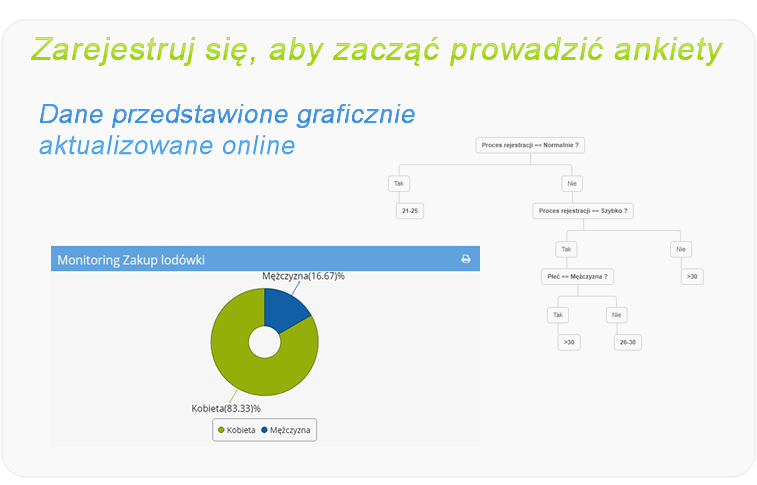 Zarejestruj się, aby zacząć prowadzić ankiety
Dane przedstawione graficznie
aktualizowane online
Proces rejestracji == Normalnie ?
Tak
Nie
21-25
Proces rejestracji == Szybko ?
Tak
Nie
Płeć == Mężczyzna ?
>30
Tak
Nie
>30
26-30
Monitoring Zakup lodówki
Mężczyzna(16.67)%
Kobieta(83.33)%
Kobieta
Mężczyzna